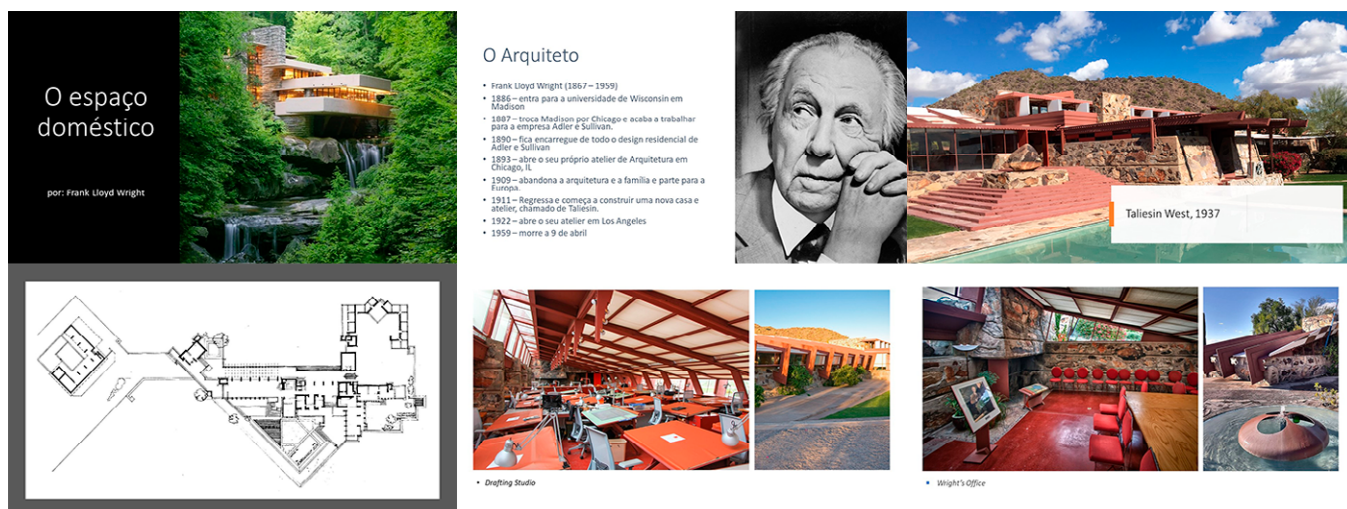 O espaço
doméstico
por: Frank Lloyd Wright
O Arquiteto
• Frank Lloyd Wright (1867 – 1959)
• 1886 – entra para a universidade de Wisconsin em
Madison
• 1887 – troca Madison por Chicago e acaba a trabalhar
para a empresa Adler e Sullivan.
• 1890 – fica encarregue de todo o design residencial de
Adler e Sullivan
• 1893 – abre o seu próprio atelier de Arquitetura em
Chicago, IL
• 1909 – abandona a arquitetura e a família e parte para a
Europa.
• 1911 – Regressa e começa a construir uma nova casa e
atelier, chamado de Taliesin.
• 1922 – abre o seu atelier em Los Angeles
• 1959 – morre a 9 de abril
Taliesin West, 1937
• Drafting Studio
• Wright's Office